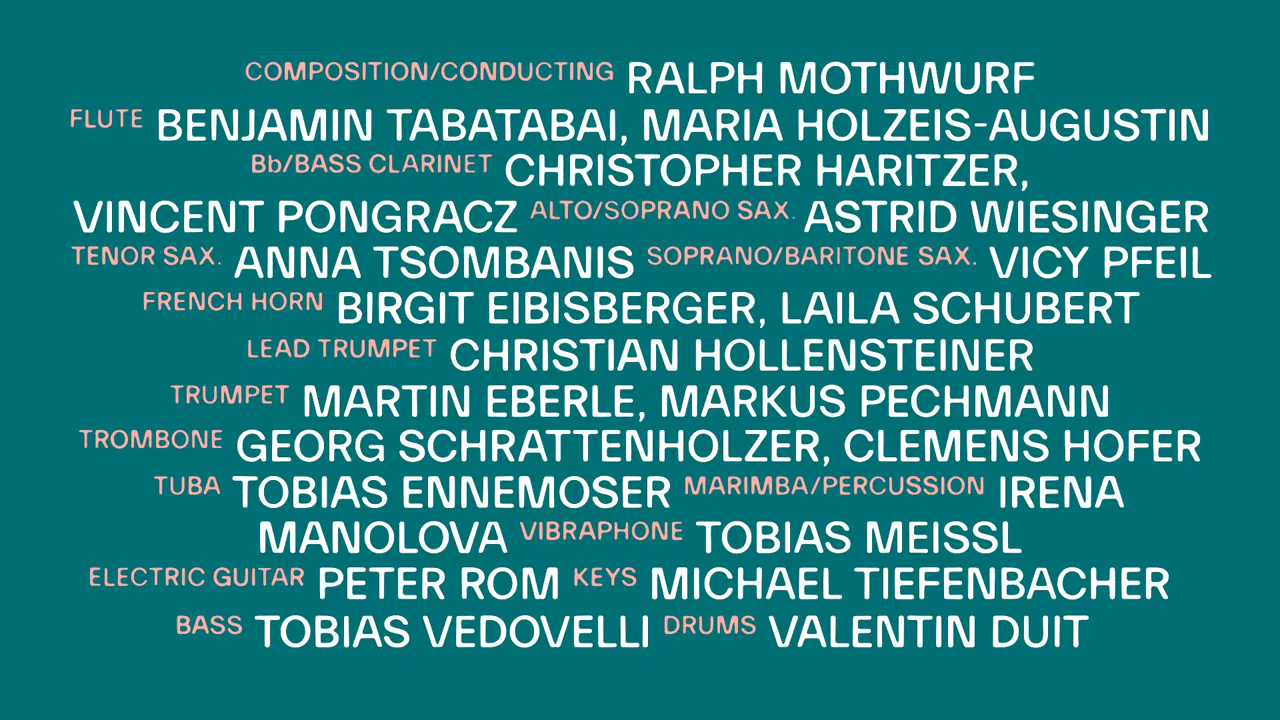 COMPOSITION/CONDUCTING RALPH MOTHWURF
FLUTE BENJAMIN TABATABAI, MARIA HOLZEIS-AUGUSTIN
Bb/BASS CLARINET CHRISTOPHER HARITZER,
VINCENT PONGRACZ ALTO/SOPRANO SAX. ASTRID WIESINGER
TENOR SAX. ANNA TSOMBANIS SOPRANO/BARITONE SAX. VICY PFEIL
FRENCH HORN BIRGIT EIBISBERGER, LAILA SCHUBERT
LEAD TRUMPET CHRISTIAN HOLLENSTEINER
TRUMPET MARTIN EBERLE, MARKUS PECHMANN
TROMBONE GEORG SCHRATTENHOLZER, CLEMENS HOFER
TUBA TOBIAS ENNEMOSER MARIMBA/PERCUSSION IRENA
MANOLOVA VIBRAPHONE TOBIAS MEISSL
ELECTRIC GUITAR PETER ROM KEYS MICHAEL TIEFENBACHER
BASS TOBIAS VEDOVELLI DRUMS VALENTIN DUIT